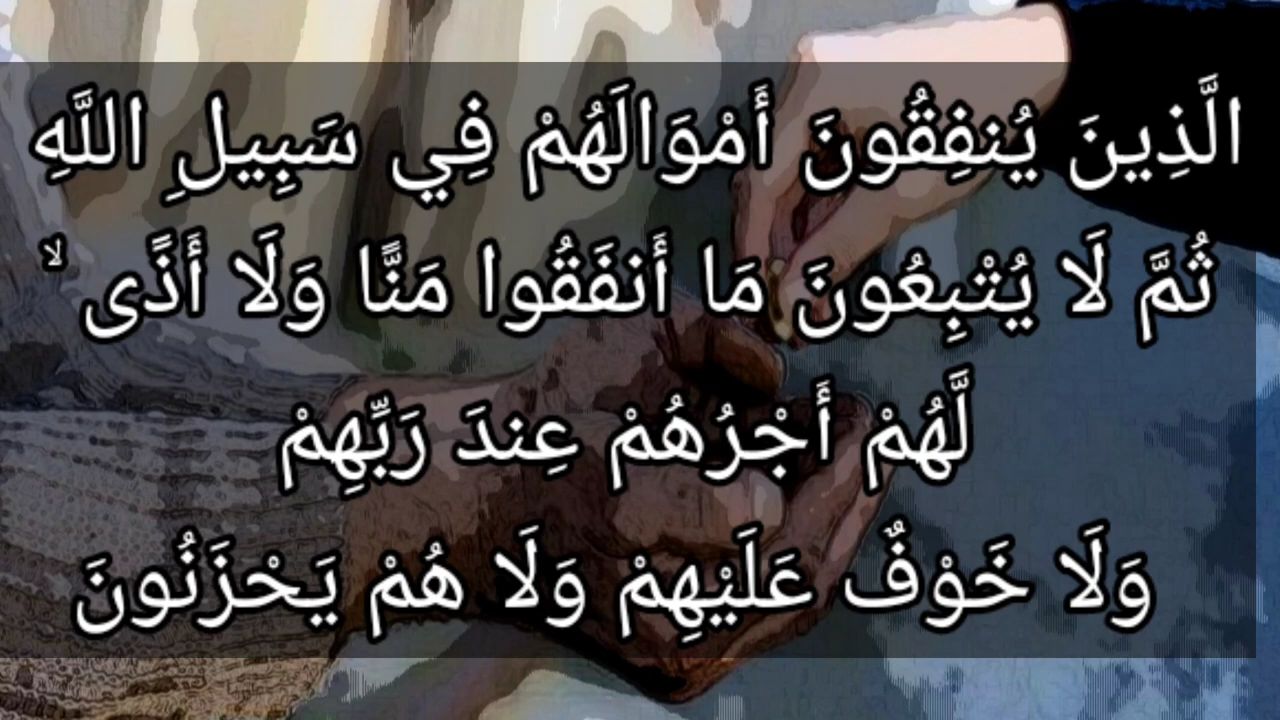 الَّذِينَ يُنفِقُونَ أَمْوَالَهُمْ فِي سَبِيلِ اللَّهِ
ثُمَّ لَا يُتْبِعُونَ مَا أَنفَقُوا مَنًّا وَلَا أَذًى ۙ
لَّهُمْ أَجْرُهُمْ عِندَ رَبِّهِمْ
وَلَا خَوْفٌ عَلَيْهِمْ وَلَا هُمْ يَحْزَنُونَ